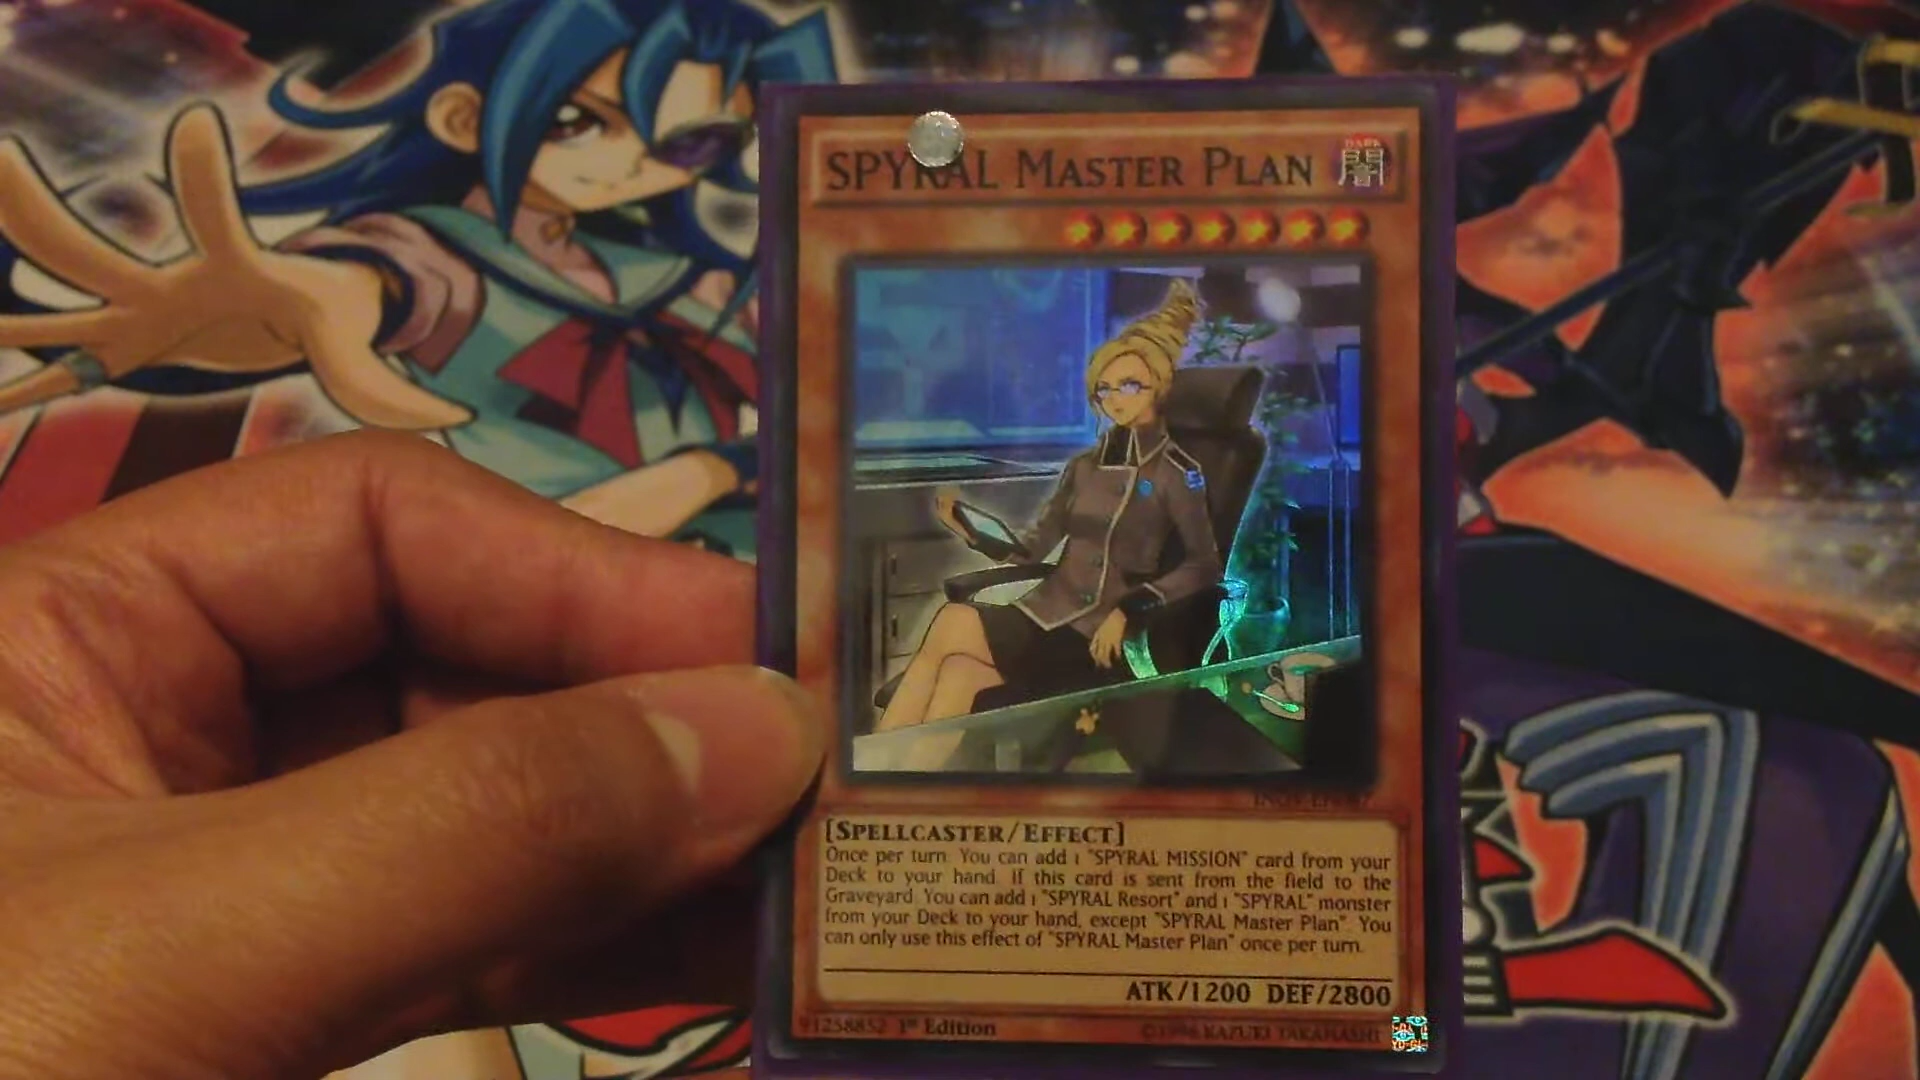 SPYRAL MASTER PLAN
DARK
闇
[SPELLCASTER/EFFECT]
Once per turn: You can add 1 "SPYRAL MISSION" card from your
Deck to your hand. If this card is sent from the field to the
Graveyard: You can add 1 "SPYRAL Resort" and 1 "SPYRAL" monster
from your Deck to your hand, except "SPYRAL Master Plan". You
can only use this effect of "SPYRAL Master Plan" once per turn.
ATK/1200 DEF/2800
91258852 1st Edition
©1996 KAZUKI TAKAHASHI